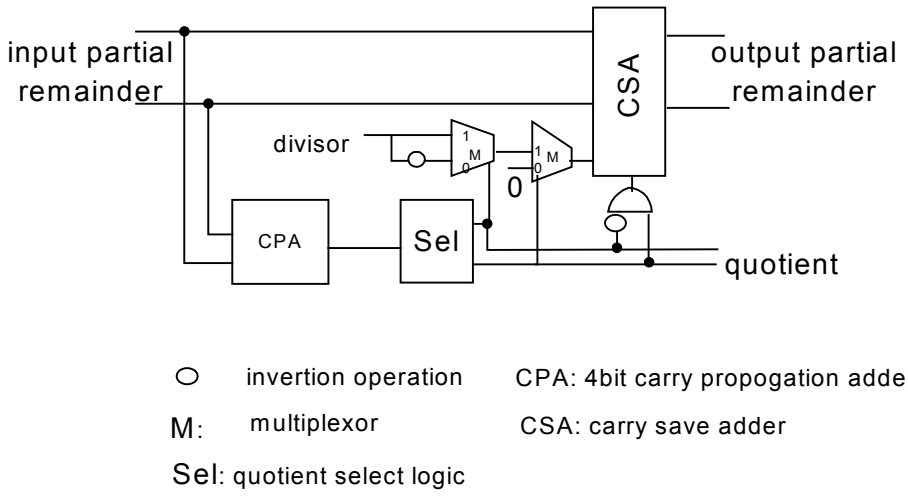 input partial
remainder
CSA
output partial
remainder
divisor
1
M
0
1
M
0
0
CPA
Sel
quotient
invertion operation
CPA: 4bit carry propogation adde
M:
multiplexor
CSA: carry save adder
Sel: quotient select logic